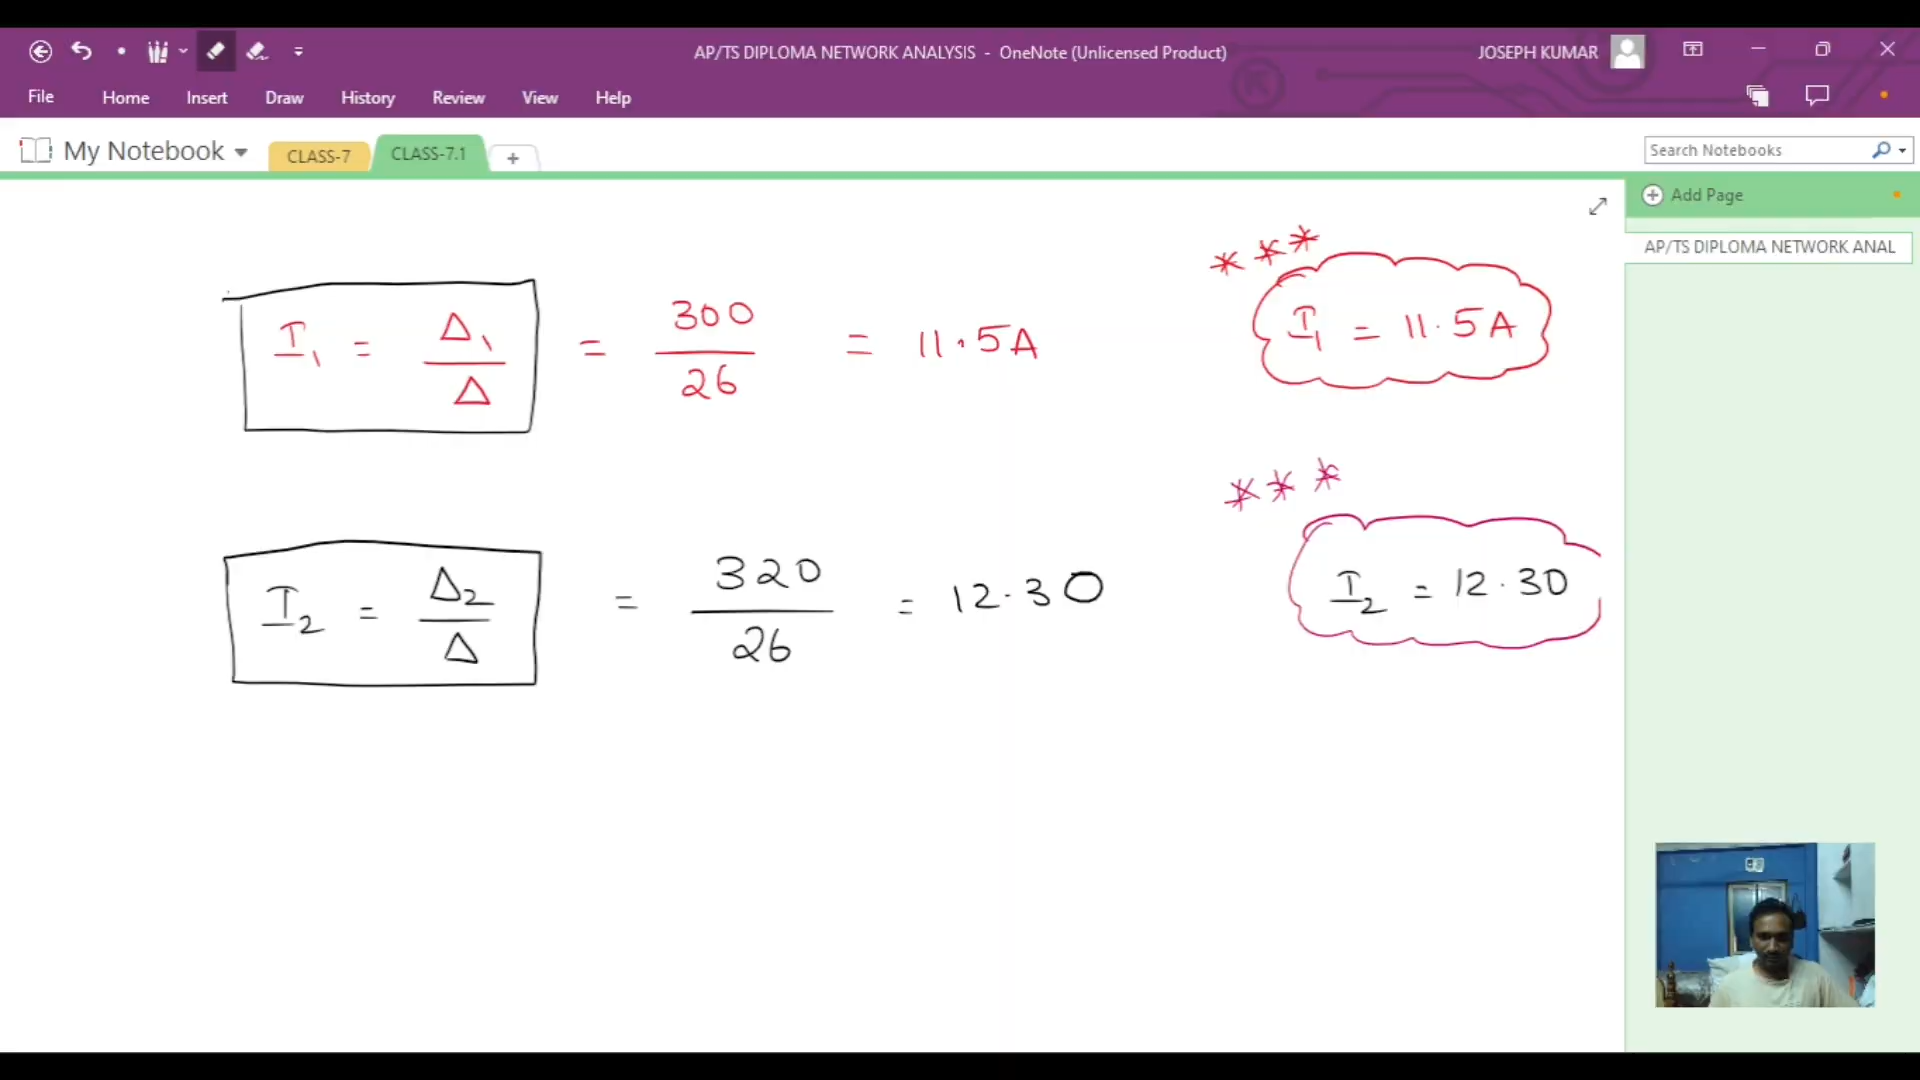 AP/TS DIPLOMA NETWORK ANALYSIS - OneNote (Unlicensed Product)
JOSEPH KUMAR
File Home Insert Draw History Review View Help
My Notebook CLASS-7 CLASS-7.1 +
Search Notebooks
Add Page
AP/TS DIPLOMA NETWORK ANAL
***
I₁ = Δ₁/Δ = 300/26 = 11.5A
I₁ = 11.5A
***
I₂ = Δ₂/Δ = 320/26 = 12.30
I₂ = 12.30